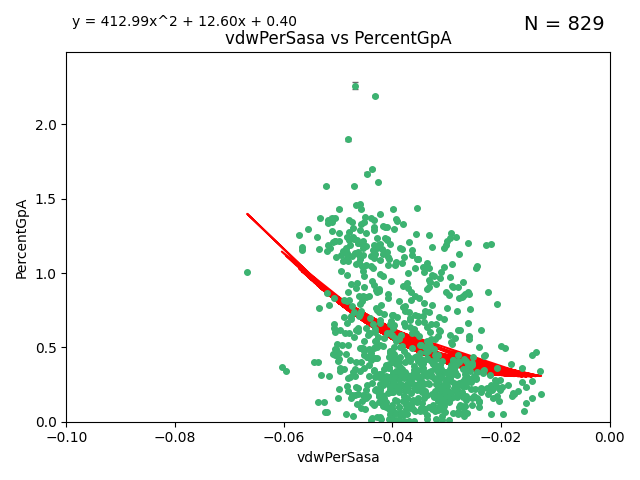 y = 412.99x^2 + 12.60x + 0.40
N = 829
vdwPerSasa vs PercentGpA
PercentGpA
2.0
1.5
1.0
0.5
0.0
−0.10 −0.08 −0.06 −0.04 −0.02 0.00
vdwPerSasa